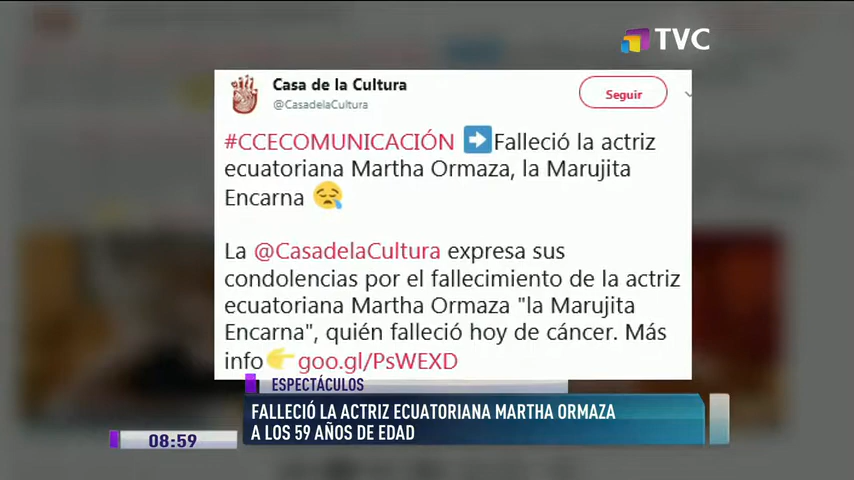 TVC
Casa de la Cultura
@CasadelaCultura
Seguir
#CCECOMUNICACIÓN ➡Falleció la actriz
ecuatoriana Martha Ormaza, la Marujita
Encarna 😪
La @CasadelaCultura expresa sus
condolencias por el fallecimiento de la actriz
ecuatoriana Martha Ormaza "la Marujita
Encarna", quién falleció hoy de cáncer. Más
info👉goo.gl/PsWEXD
ESPECTÁCULOS
FALLECIÓ LA ACTRIZ ECUATORIANA MARTHA ORMAZA
A LOS 59 AÑOS DE EDAD
08:59